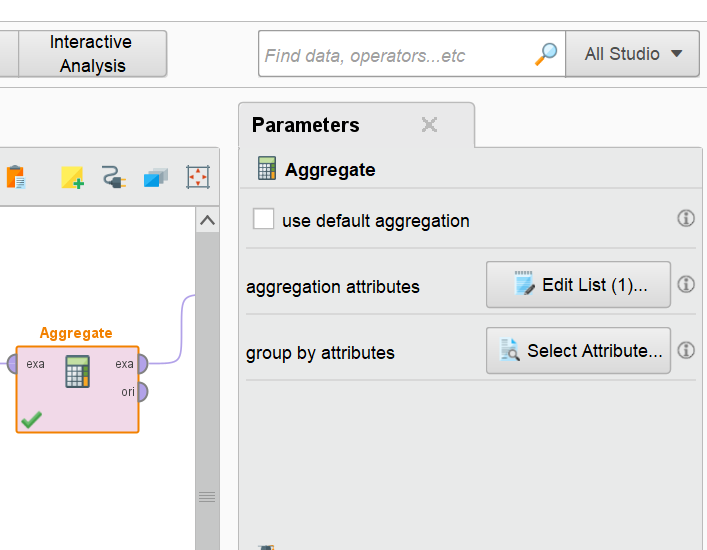 Interactive
Analysis
Find data, operators...etc
All Studio
Parameters
Aggregate
use default aggregation
aggregation attributes
Edit List (1)...
group by attributes
Select Attribute...
Aggregate
exa
exa
ori